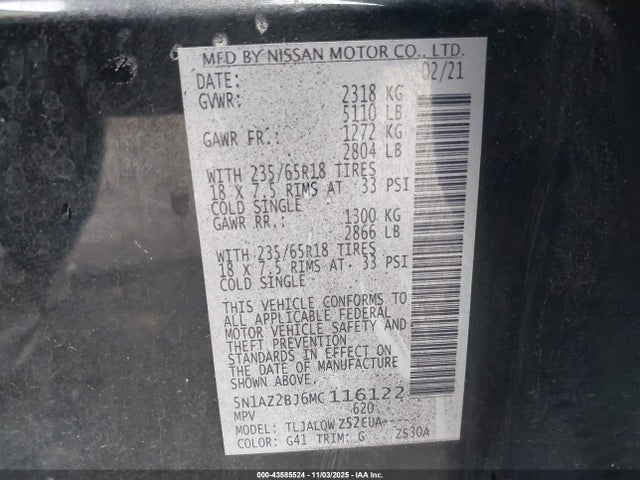 MFD BY NISSAN MOTOR CO., LTD.
DATE: 02/21
GVWR: 2318 KG
5110 LB
GAWR FR.: 1272 KG
2804 LB
WITH 235/65R18 TIRES
18 X 7.5 RIMS AT 33 PSI
COLD SINGLE
GAWR RR.: 1300 KG
2866 LB
WITH 235/65R18 TIRES
18 X 7.5 RIMS AT 33 PSI
COLD SINGLE
THIS VEHICLE CONFORMS TO
ALL APPLICABLE FEDERAL
MOTOR VEHICLE SAFETY AND
THEFT PREVENTION
STANDARDS IN EFFECT ON
THE DATE OF MANUFACTURE
SHOWN ABOVE.
5N1AZ2BJ6MC116122
MPV 620
MODEL: TLJALQWZ52EUA-----
COLOR: G41 TRIM: G ZS30A
000-43585524 - 11/03/2025 - IAAI.COM